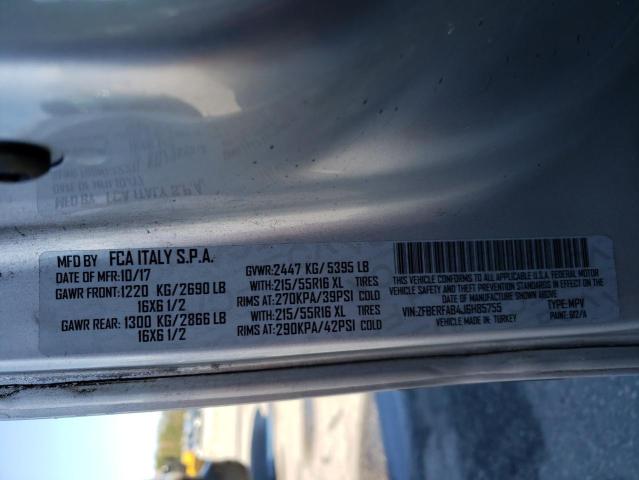 MFD BY FCA ITALY S.P.A.
DATE OF MFR: 10/17
GAWR FRONT: 1220 KG/2690 LB
16X6 1/2
GAWR REAR: 1300 KG/2866 LB
16X6 1/2
GVWR: 2447 KG/ 5395 LB
WITH: 215/55R16 XL TIRES
RIMS AT: 270KPA/39PSI COLD
WITH: 215/55R16 XL TIRES
RIMS AT: 290KPA/42PSI COLD
THIS VEHICLE CONFORMS TO ALL APPLICABLE U.S.A. FEDERAL MOTOR
VEHICLE SAFETY AND THEFT PREVENTION STANDARDS IN EFFECT
ON THE DATE OF MANUFACTURE SHOWN ABOVE.
VIN: ZFBERFAB4J6H85755 TYPE: MPV
VEHICLE MADE IN: TURKEY PAINT: 612/A